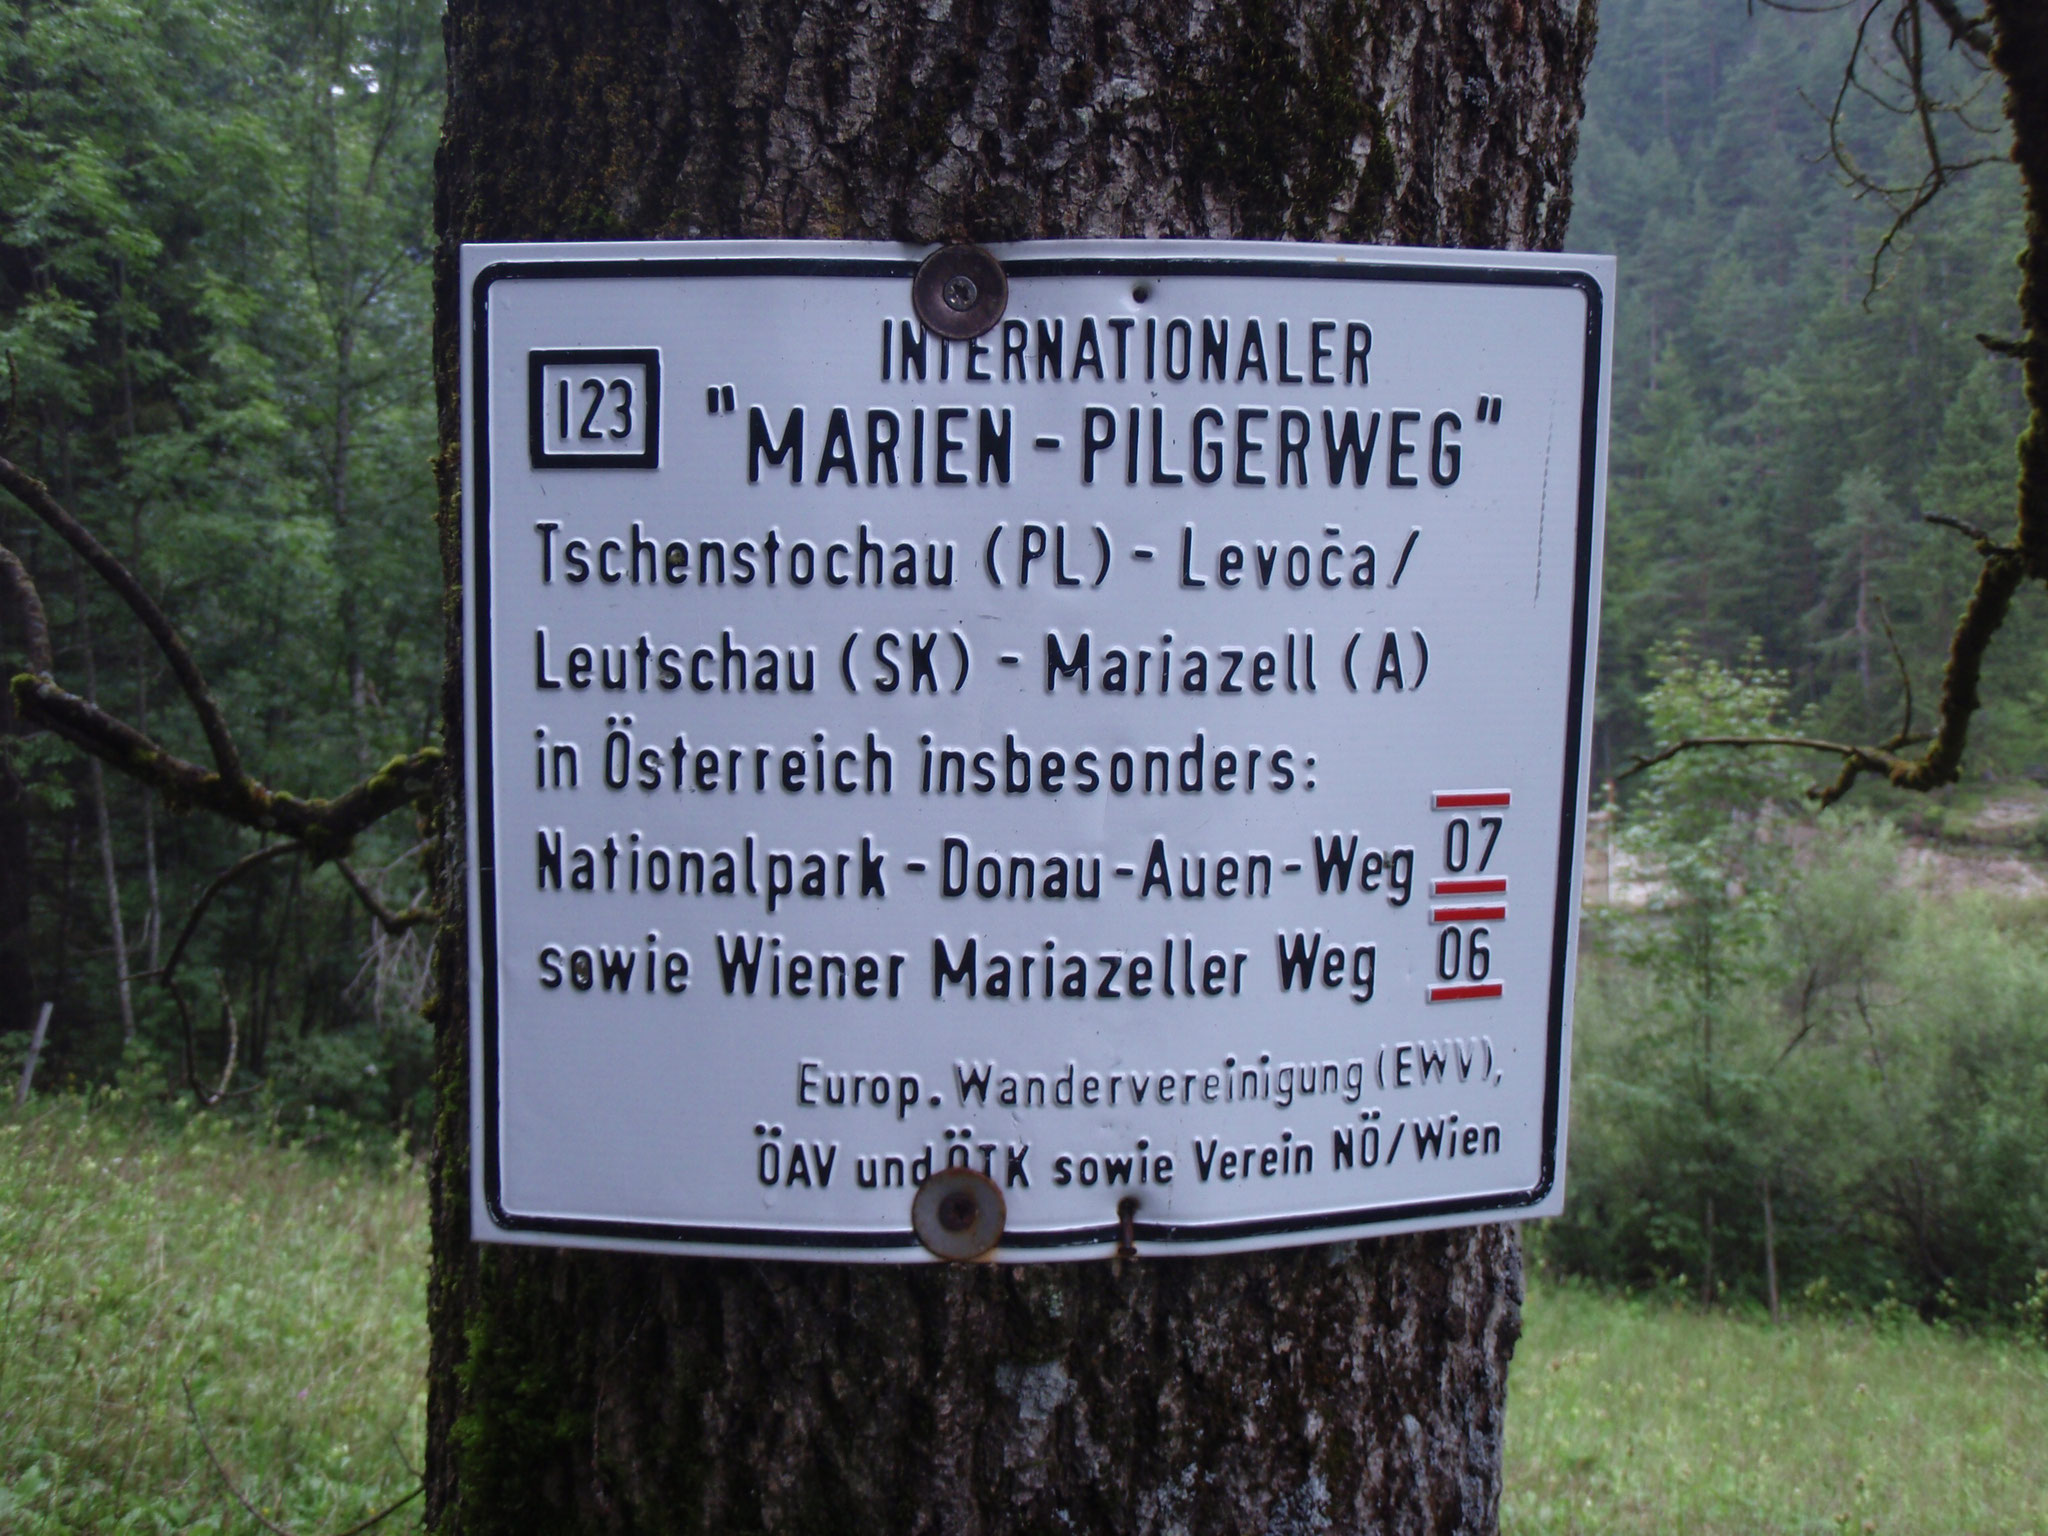 INTERNATIONALER
123 "MARIEN-PILGERWEG"
Tschenstochau (PL) - Levoča/
Leutschau (SK) - Mariazell (A)
in Österreich insbesonders:
Nationalpark-Donau-Auen-Weg 07
sowie Wiener Mariazeller Weg 06
Europ. Wandervereinigung (EWV),
ÖAV und ÖTK sowie Verein NÖ/Wien